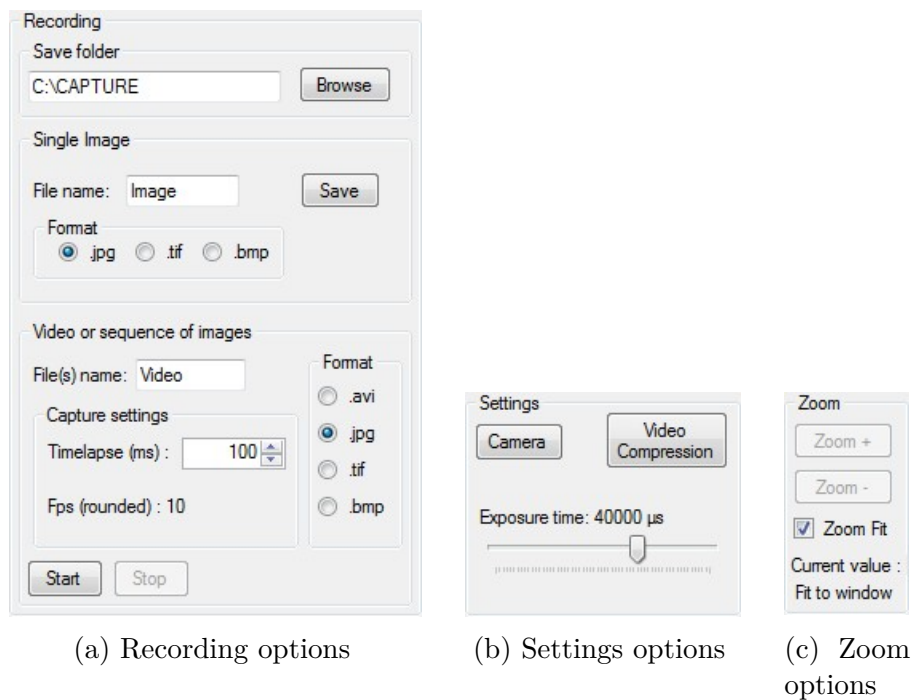 Recording
Save folder
C:\CAPTURE
Browse
Single Image
File name: Image
Save
Format
.jpg .tif .bmp
Video or sequence of images
File(s) name: Video
Capture settings
Timelapse (ms) : 100
Fps (rounded) : 10
Format
.avi
.jpg
.tif
.bmp
Start Stop
(a) Recording options
Settings
Camera
Video
Compression
Exposure time: 40000 µs
(b) Settings options
Zoom
Zoom +
Zoom -
Zoom Fit
Current value :
Fit to window
(c) Zoom
options